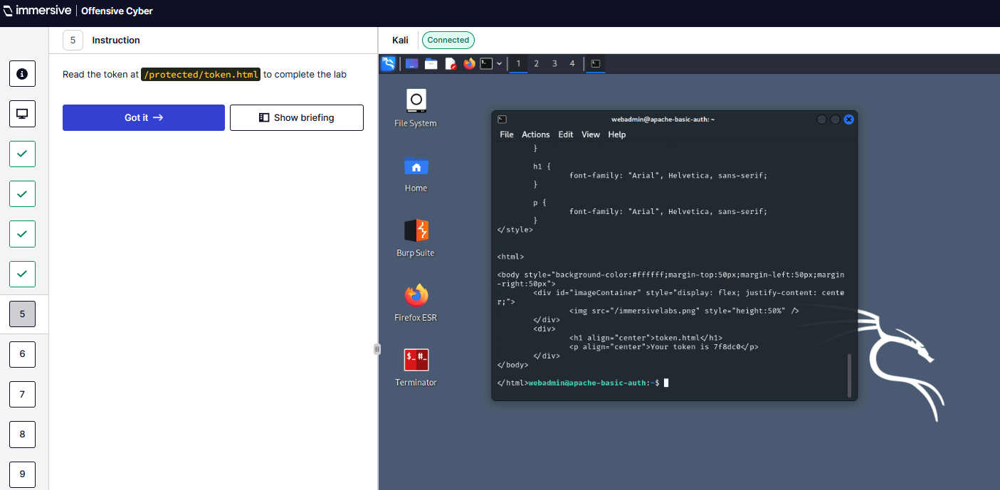 immersive | Offensive Cyber
5 Instruction
Read the token at /protected/token.html to complete the lab
Got it →
Show briefing
5
6
7
8
9
Kali Connected
1 2 3 4
File System
Home
Burp Suite
Firefox ESR
$_ #_
Terminator
webadmin@apache-basic-auth: ~
File Actions Edit View Help
}
h1 {
font-family: "Arial", Helvetica, sans-serif;
}
p {
font-family: "Arial", Helvetica, sans-serif;
}
</style>
<html>
<body style="background-color:#ffffff;margin-top:50px;margin-left:50px;margin
-right:50px">
<div id="imageContainer" style="display: flex; justify-content: cente
r;">
<img src="/immersivelabs.png" style="height:50%" />
</div>
<div>
<h1 align="center">token.html</h1>
<p align="center">Your token is 7f8dc0</p>
</div>
</body>
</html>webadmin@apache-basic-auth:~$